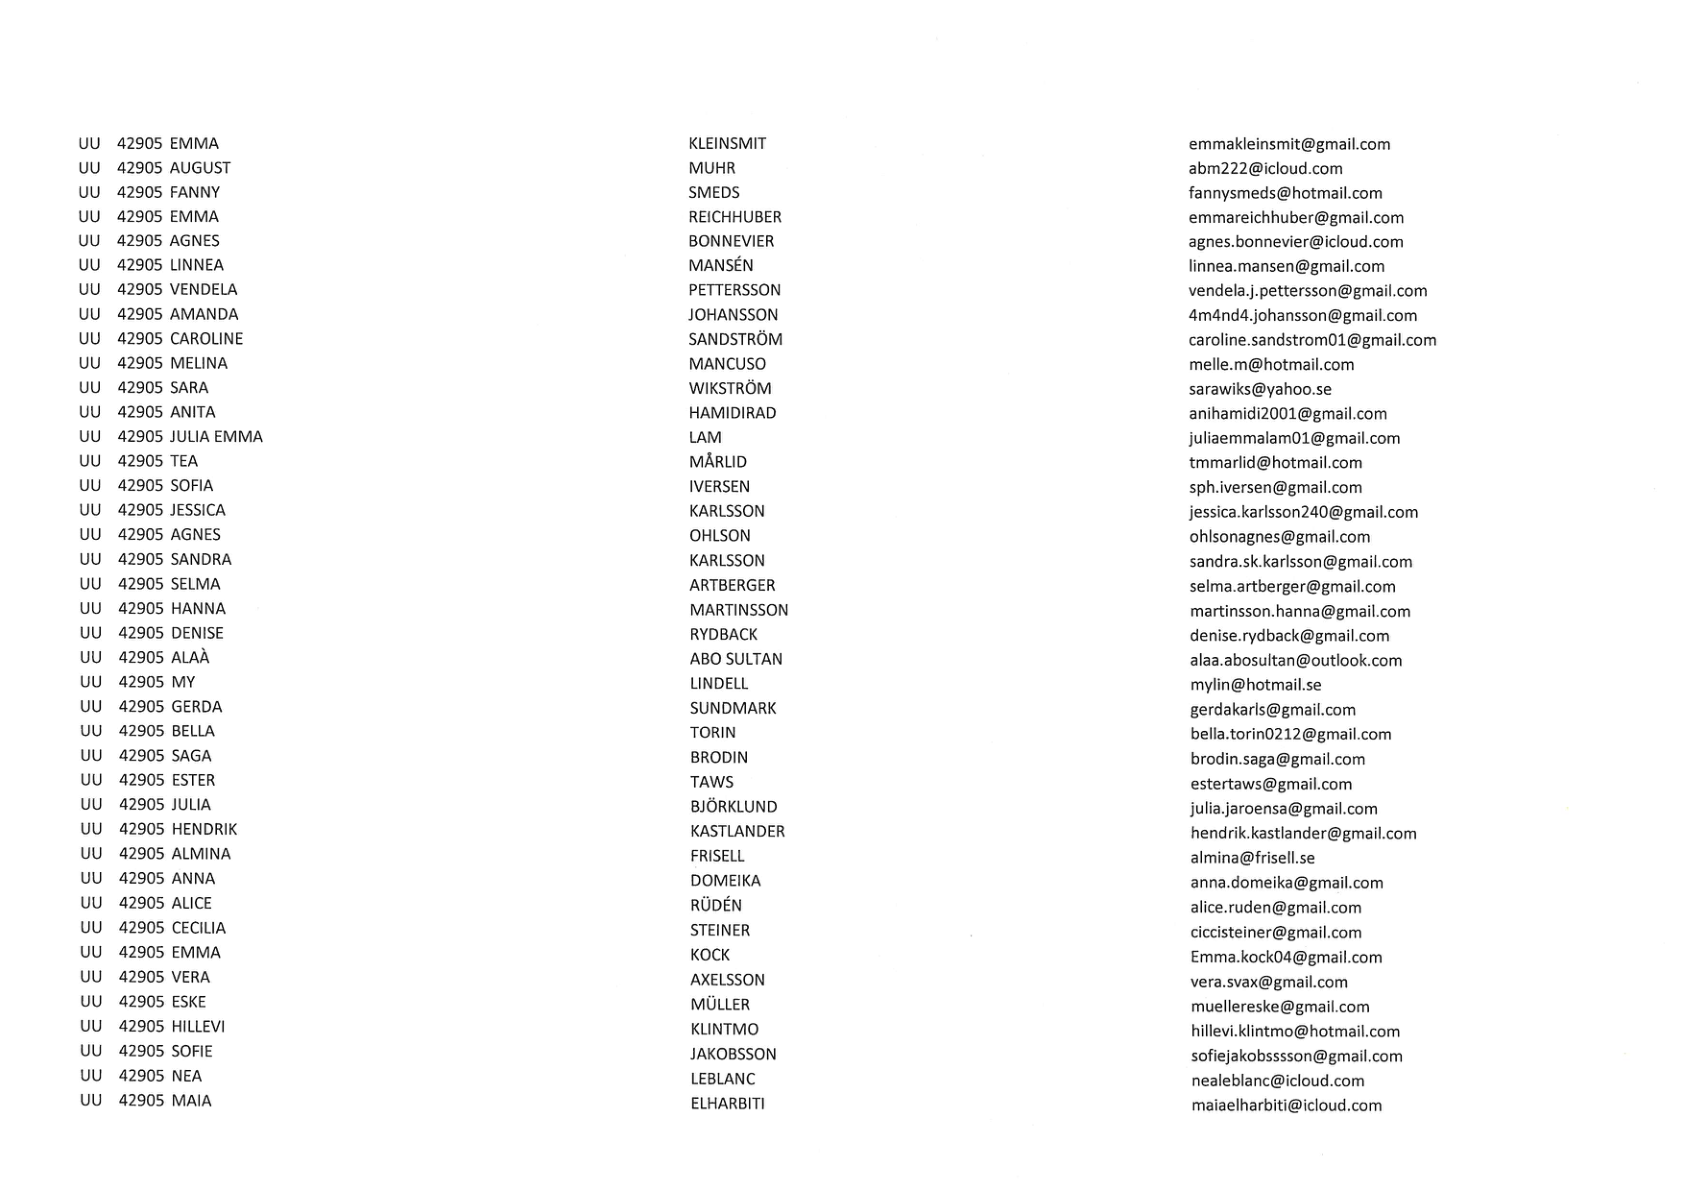 UU 42905 EMMA KLEINSMIT emmakleinsmit@gmail.com
UU 42905 AUGUST MUHR abm222@icloud.com
UU 42905 FANNY SMEDS fannysmeds@hotmail.com
UU 42905 EMMA REICHHUBER emmareichhuber@gmail.com
UU 42905 AGNES BONNEVIER agnes.bonnevier@icloud.com
UU 42905 LINNEA MANSÉN linnea.mansen@gmail.com
UU 42905 VENDELA PETTERSSON vendela.j.pettersson@gmail.com
UU 42905 AMANDA JOHANSSON 4m4nd4.johansson@gmail.com
UU 42905 CAROLINE SANDSTRÖM caroline.sandstrom01@gmail.com
UU 42905 MELINA MANCUSO melle.m@hotmail.com
UU 42905 SARA WIKSTRÖM sarawiks@yahoo.se
UU 42905 ANITA HAMIDIRAD anihamidi2001@gmail.com
UU 42905 JULIA EMMA LAM juliaemmalam01@gmail.com
UU 42905 TEA MÅRLID tmmarlid@hotmail.com
UU 42905 SOFIA IVERSEN sph.iversen@gmail.com
UU 42905 JESSICA KARLSSON jessica.karlsson240@gmail.com
UU 42905 AGNES OHLSON ohlsonagnes@gmail.com
UU 42905 SANDRA KARLSSON sandra.sk.karlsson@gmail.com
UU 42905 SELMA ARTBERGER selma.artberger@gmail.com
UU 42905 HANNA MARTINSSON martinsson.hanna@gmail.com
UU 42905 DENISE RYDBACK denise.rydback@gmail.com
UU 42905 ALAÀ ABO SULTAN alaa.abosultan@outlook.com
UU 42905 MY LINDELL mylin@hotmail.se
UU 42905 GERDA SUNDMARK gerdakarls@gmail.com
UU 42905 BELLA TORIN bella.torin0212@gmail.com
UU 42905 SAGA BRODIN brodin.saga@gmail.com
UU 42905 ESTER TAWS estertaws@gmail.com
UU 42905 JULIA BJÖRKLUND julia.jaroensa@gmail.com
UU 42905 HENDRIK KASTLANDER hendrik.kastlander@gmail.com
UU 42905 ALMINA FRISELL almina@frisell.se
UU 42905 ANNA DOMEIKA anna.domeika@gmail.com
UU 42905 ALICE RÜDÉN alice.ruden@gmail.com
UU 42905 CECILIA STEINER ciccisteiner@gmail.com
UU 42905 EMMA KOCK Emma.kock04@gmail.com
UU 42905 VERA AXELSSON vera.svax@gmail.com
UU 42905 ESKE MÜLLER muellereske@gmail.com
UU 42905 HILLEVI KLINTMO hillevi.klintmo@hotmail.com
UU 42905 SOFIE JAKOBSSON sofiejakobsssson@gmail.com
UU 42905 NEA LEBLANC nealeblanc@icloud.com
UU 42905 MAIA ELHARBITI maiaelharbiti@icloud.com